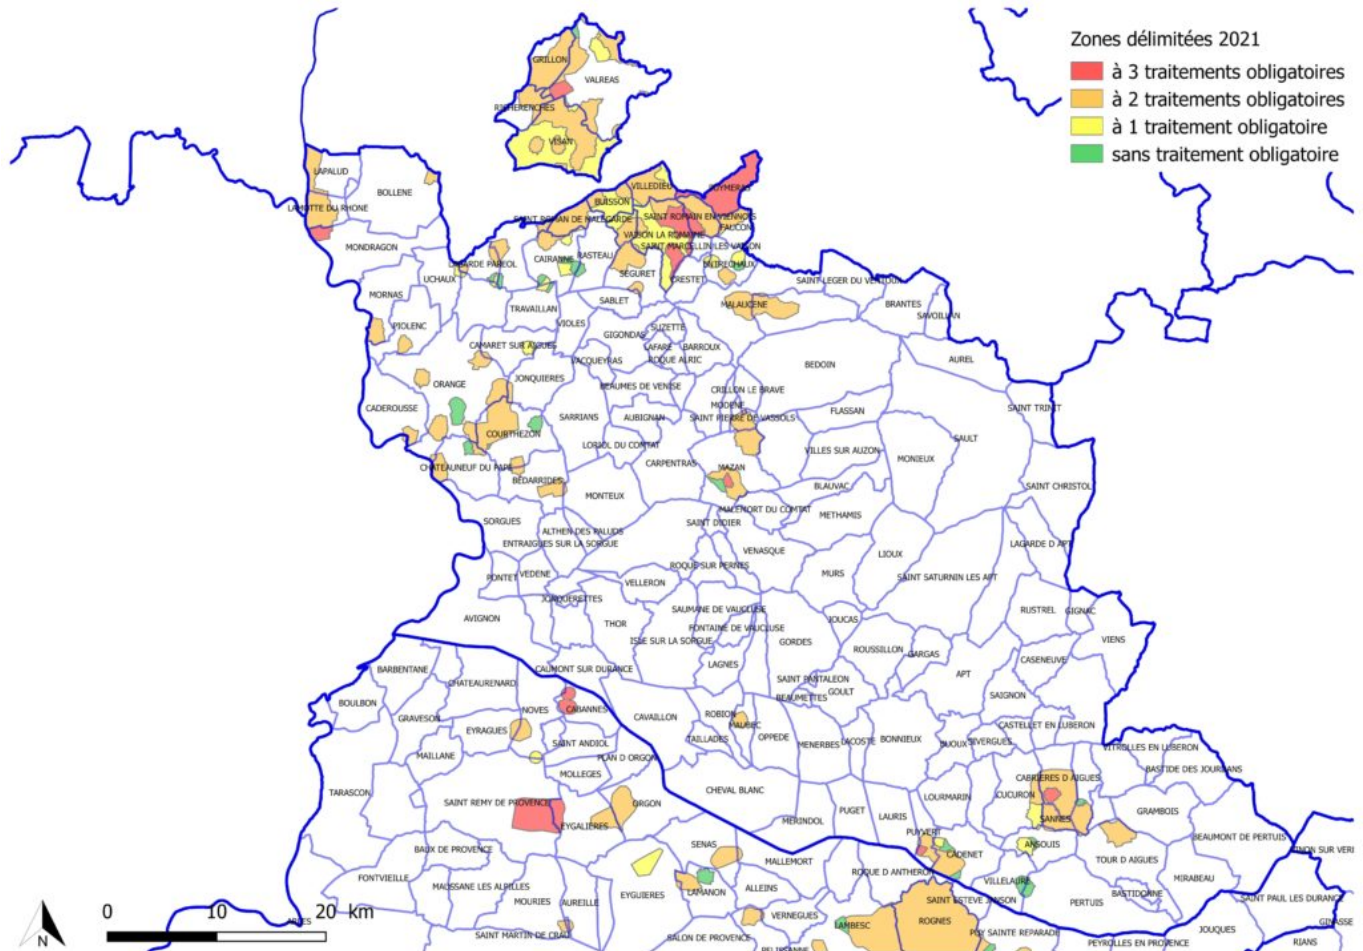 Zones délimitées 2021
à 3 traitements obligatoires
à 2 traitements obligatoires
à 1 traitement obligatoire
sans traitement obligatoire
GRILLON
VALREAS
RICHERENCHES
VISAN
LAPALUD
BOLLENE
LAMOTTE DU RHONE
MONDRAGON
PUYMERAS
VILLEDIEU
BUISSON
SAINT ROMAIN EN VIENNOIS
SAINT ROMAN DE MALEGARDE
FAUCON
VAISON LA ROMAINE
SAINT MARCELLIN LES VAISON
CAIRANNE
RASTEAU
LAGARDE PAREOL
ENTRECHAUX
SEGURET
CRESTET
UCHAUX
SAINT LEGER DU VENTOUX
MORNAS
SABLET
MALAUCENE
BRANTES
SAVOILLAN
TRAVAILLAN
PIOLENC
VIOLES
SUZETTE
GIGONDAS
CAMARET SUR AIGUES
LAFARE
BARROUX
VACQUEYRAS
ROQUE ALRIC
BEDOIN
AUREL
ORANGE
JONQUIERES
BEAUMES DE VENISE
CRILLON LE BRAVE
CADEROUSSE
MODENE
SAINT TRINIT
SARRIANS
AUBIGNAN
SAINT PIERRE DE VASSOLS
FLASSAN
COURTHEZON
LORIOL DU COMTAT
SAULT
VILLES SUR AUZON
MONIEUX
CHATEAUNEUF DU PAPE
CARPENTRAS
MAZAN
BEDARRIDES
BLAUVAC
SAINT CHRISTOL
MONTEUX
MALEMORT DU COMTAT
METHAMIS
SORGUES
SAINT DIDIER
ALTHEN DES PALUDS
ENTRAIGUES SUR LA SORGUE
LAGARDE D APT
VENASQUE
LIOUX
ROQUE SUR PERNES
PONTET
VEDENE
MURS
SAINT SATURNIN LES APT
VELLERON
JONQUERETTES
SAUMANE DE VAUCLUSE
RUSTREL
GIGNAC
AVIGNON
THOR
FONTAINE DE VAUCLUSE
JOUCAS
ISLE SUR LA SORGUE
GORDES
VIENS
ROUSSILLON
GARGAS
LAGNES
CASENEUVE
BARBENTANE
CAUMONT SUR DURANCE
APT
SAINT PANTALEON
CHATEAURENARD
GOULT
BEAUMETTES
SAIGNON
BOULBON
NOVES
CABANNES
GRAVESON
CAVAILLON
ROBION
MAUBEC
CASTELLET EN LUBERON
EYRAGUES
TAILLADES
OPPEDE
MENERBES
LACOSTE
BONNIEUX
BUOUX
SIVERGUES
SAINT ANDIOL
VITROLLES EN LUBERON
MAILLANE
PLAN D ORGON
BASTIDE DES JOURDANS
MOLLEGES
CABRIERES D AIGUES
TARASCON
CHEVAL BLANC
LOURMARIN
CUCURON
SAINT REMY DE PROVENCE
ORGON
PUGET
LAURIS
GRAMBOIS
EYGALIERES
MERINDOL
SANNES
PUYVERT
BEAUMONT DE PERTUIS
BAUX DE PROVENCE
SENAS
ANSOUIS
CADENET
MALLEMORT
TOUR D AIGUES
FONTVIEILLE
ROQUE D ANTHERON
MIRABEAU
MAUSSANE LES ALPILLES
ALLEINS
VILLELAURE
EYGUIERES
LAMANON
BASTIDONNE
SAINT PAUL LES DURANCE
MOURIES
AUREILLE
SAINT ESTEVE JANSON
PERTUIS
VERNEGUES
ROGNES
LAMBESC
JOUQUES
PUY SAINTE REPARADE
SAINT MARTIN DE CRAU
SALON DE PROVENCE
PEYROLLES EN PROVENCE
RIANS
0 10 20 km
N